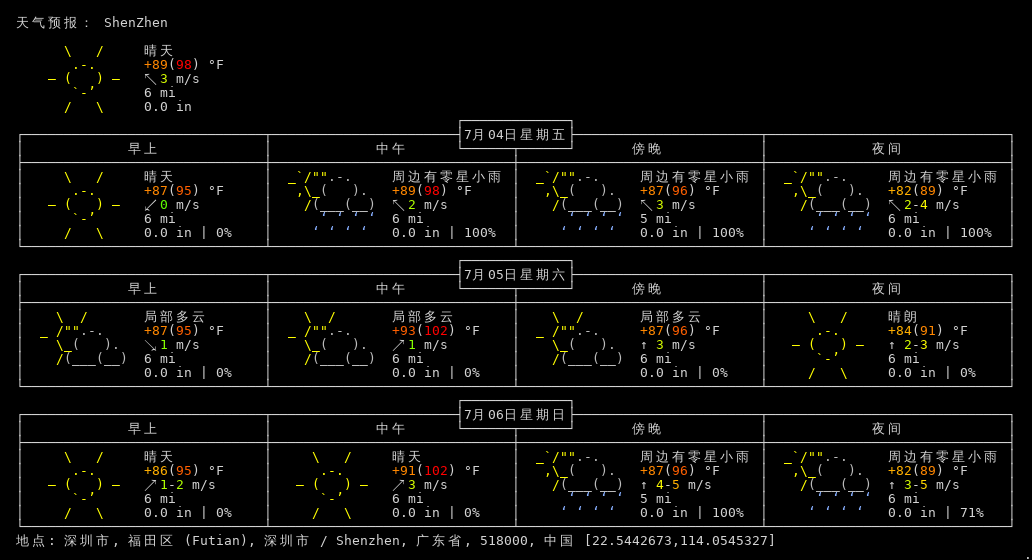 天气预报： ShenZhen
晴天
+89(98) °F
↖3 m/s
6 mi
0.0 in
7月04日星期五
早上 中午 傍晚 夜间
晴天 周边有零星小雨 周边有零星小雨 周边有零星小雨
+87(95) °F +89(98) °F +87(96) °F +82(89) °F
↙0 m/s ↖2 m/s ↖3 m/s ↖2-4 m/s
6 mi 6 mi 5 mi 6 mi
0.0 in | 0% 0.0 in | 100% 0.0 in | 100% 0.0 in | 100%
7月05日星期六
早上 中午 傍晚 夜间
局部多云 局部多云 局部多云 晴朗
+87(95) °F +93(102) °F +87(96) °F +84(91) °F
↘1 m/s ↗1 m/s ↑ 3 m/s ↑ 2-3 m/s
6 mi 6 mi 6 mi 6 mi
0.0 in | 0% 0.0 in | 0% 0.0 in | 0% 0.0 in | 0%
7月06日星期日
早上 中午 傍晚 夜间
晴天 晴天 周边有零星小雨 周边有零星小雨
+86(95) °F +91(102) °F +87(96) °F +82(89) °F
↗1-2 m/s ↗3 m/s ↑ 4-5 m/s ↑ 3-5 m/s
6 mi 6 mi 5 mi 6 mi
0.0 in | 0% 0.0 in | 0% 0.0 in | 100% 0.0 in | 71%
地点: 深圳市, 福田区 (Futian), 深圳市 / Shenzhen, 广东省, 518000, 中国 [22.5442673,114.0545327]